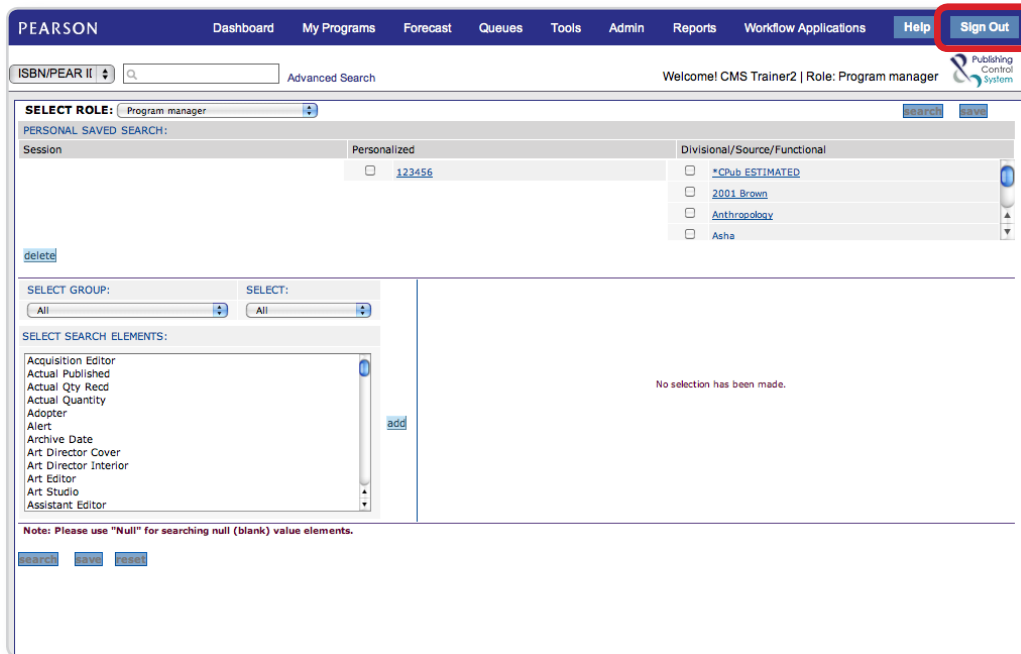 PEARSON Dashboard My Programs Forecast Queues Tools Admin Reports Workflow Applications Help Sign Out
ISBN/PEAR II Advanced Search Welcome! CMS Trainer2 | Role: Program manager Publishing Control System
SELECT ROLE: Program manager search save
PERSONAL SAVED SEARCH:
Session Personalized Divisional/Source/Functional
123456 *CPub ESTIMATED
2001 Brown
Anthropology
Asha
delete
SELECT GROUP: SELECT:
All All
SELECT SEARCH ELEMENTS:
Acquisition Editor
Actual Published
Actual Qty Recd
Actual Quantity
Adopter
Alert
Archive Date
Art Director Cover
Art Director Interior
Art Editor
Art Studio
Assistant Editor
add
No selection has been made.
Note: Please use "Null" for searching null (blank) value elements.
search save reset